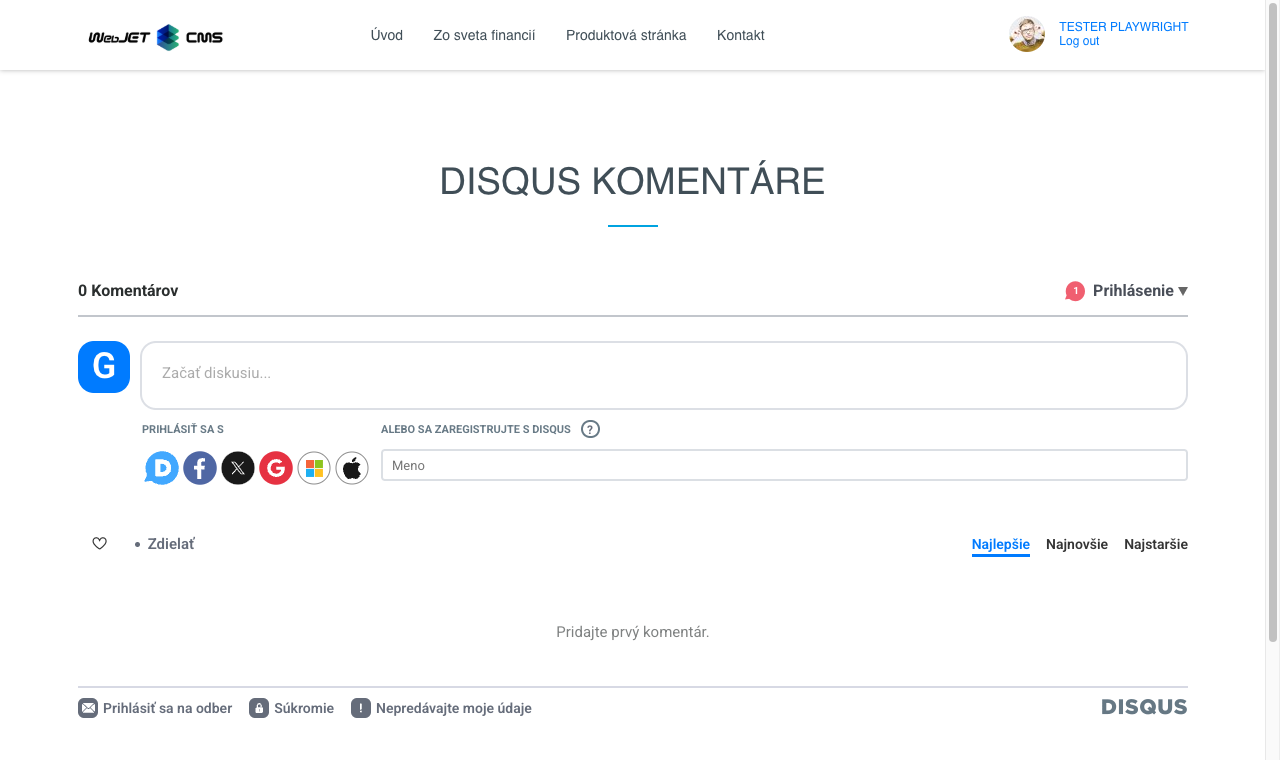 WebJET CMS
Úvod
Zo sveta financií
Produktová stránka
Kontakt
TESTER PLAYWRIGHT
Log out
DISQUS KOMENTÁRE
0 Komentárov
1
Prihlásenie
G
Začať diskusiu...
PRIHLÁSIŤ SA S
ALEBO SA ZAREGISTRUJTE S DISQUS
?
D
f
X
G
Meno
• Zdielať
Najlepšie
Najnovšie
Najstaršie
Pridajte prvý komentár.
Prihlásiť sa na odber
Súkromie
!
Nepredávajte moje údaje
DISQUS